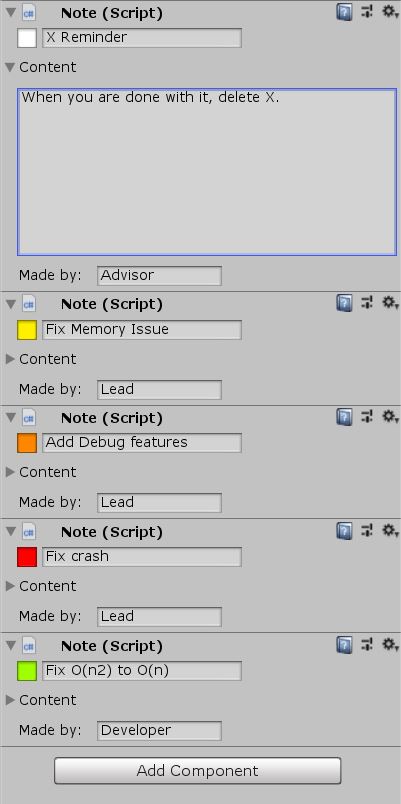 Note (Script)
X Reminder
Content
When you are done with it, delete X.
Made by: Advisor
Note (Script)
Fix Memory Issue
Content
Made by: Lead
Note (Script)
Add Debug features
Content
Made by: Lead
Note (Script)
Fix crash
Content
Made by: Lead
Note (Script)
Fix O(n2) to O(n)
Content
Made by: Developer
Add Component